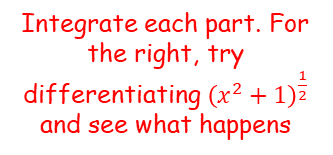 Integrate each part. For
the right, try
differentiating (x² + 1)^{1/2}
and see what happens